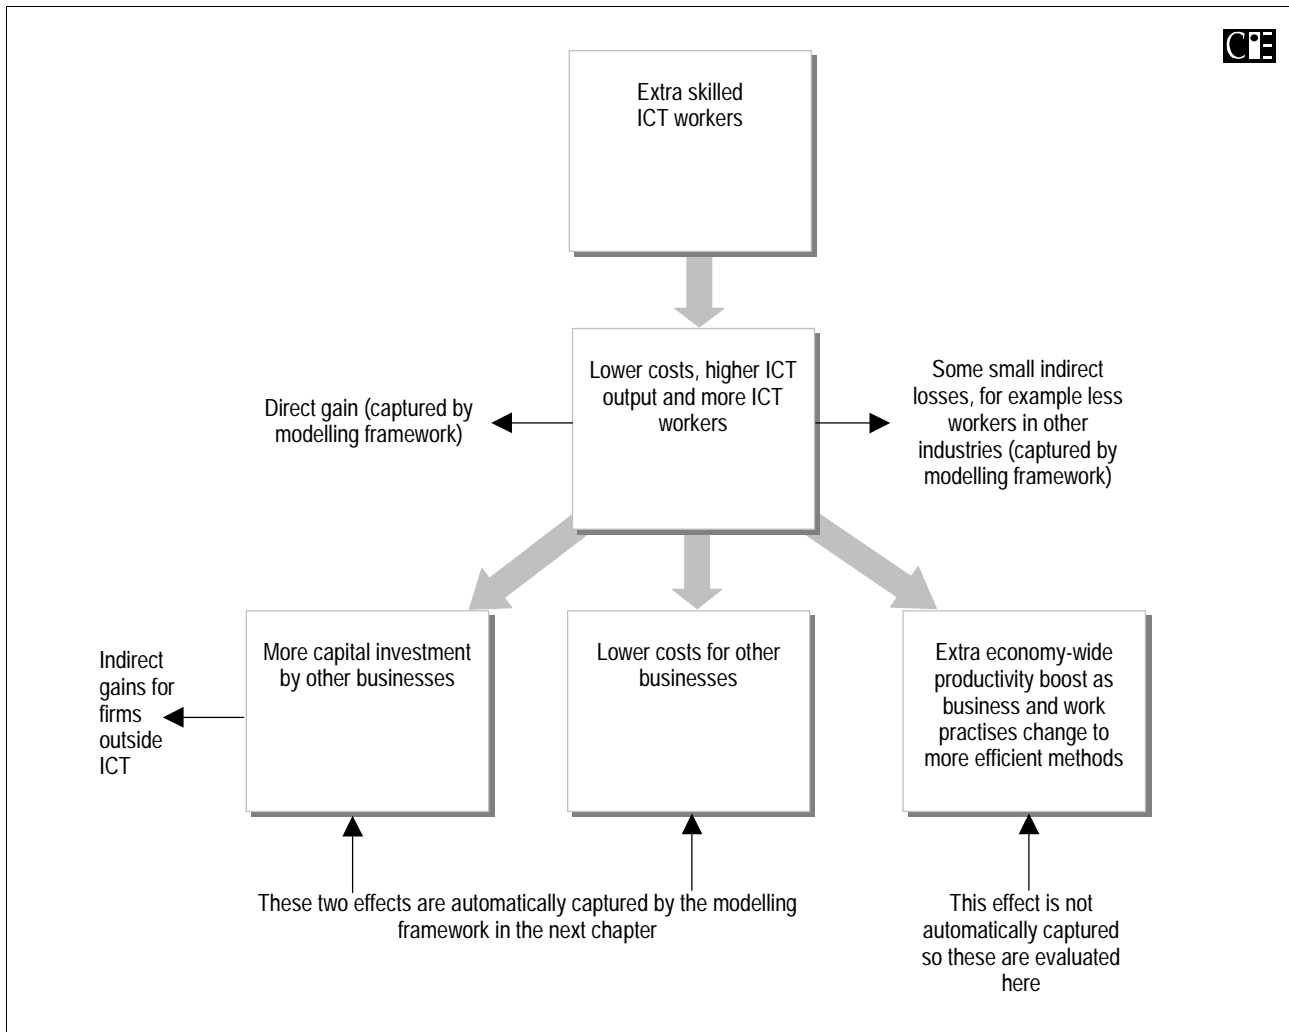 CIE
Extra skilled
ICT workers
Lower costs, higher ICT
output and more ICT
workers
Direct gain (captured by
modelling framework)
Some small indirect
losses, for example less
workers in other
industries (captured by
modelling framework)
Indirect
gains for
firms
outside
ICT
More capital investment
by other businesses
Lower costs for other
businesses
Extra economy-wide
productivity boost as
business and work
practises change to
more efficient methods
These two effects are automatically captured by the modelling
framework in the next chapter
This effect is not
automatically captured
so these are evaluated
here